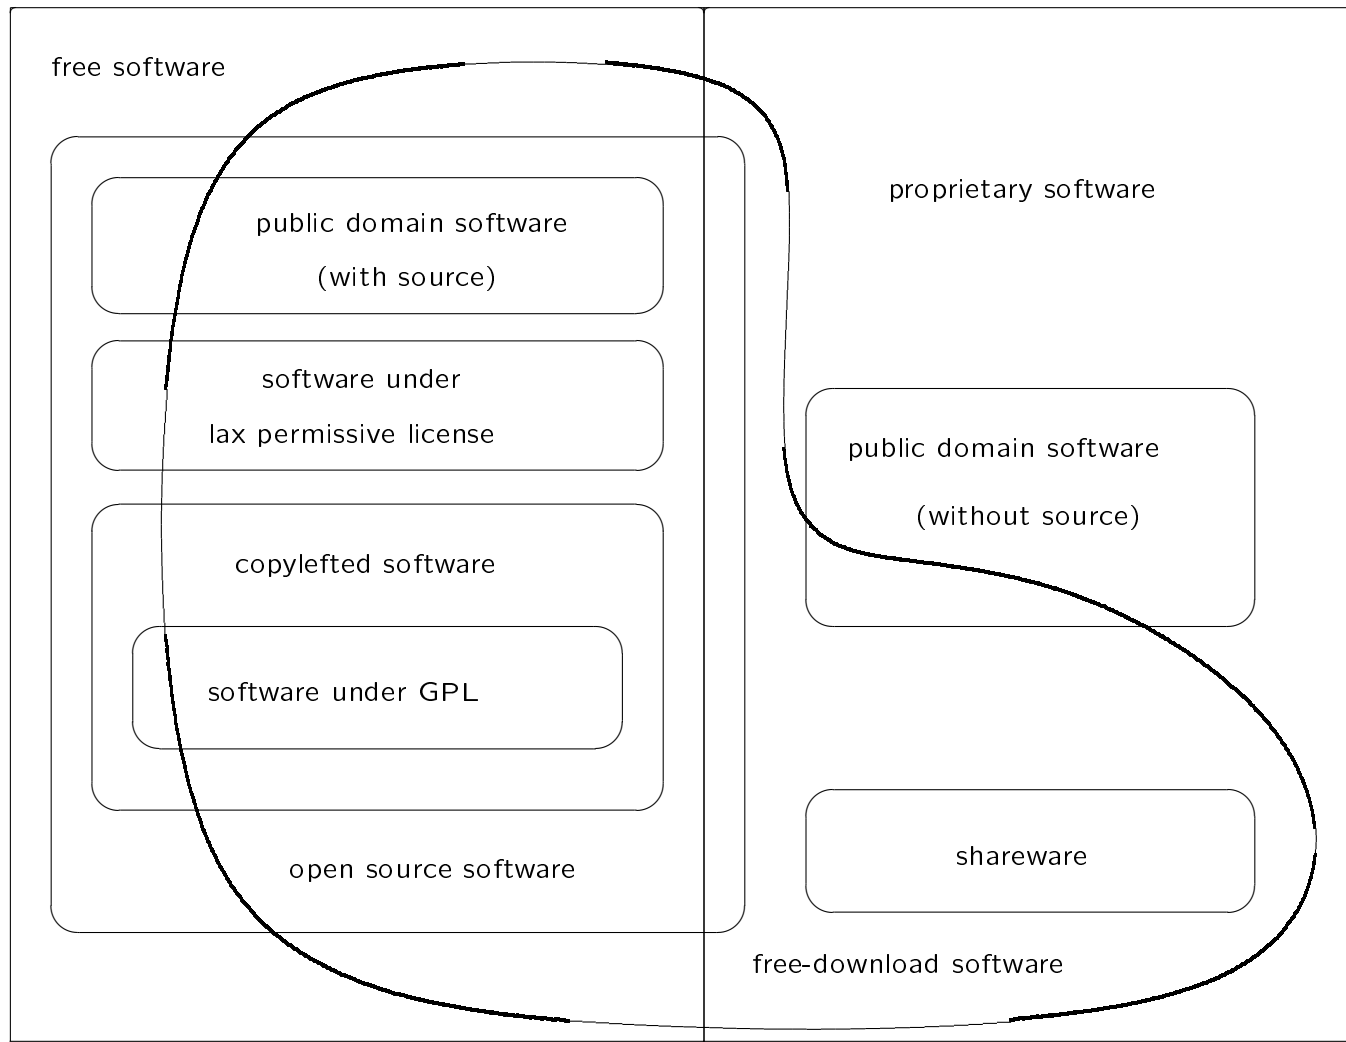 free software
proprietary software
public domain software
(with source)
software under
lax permissive license
public domain software
(without source)
copylefted software
software under GPL
shareware
open source software
free-download software